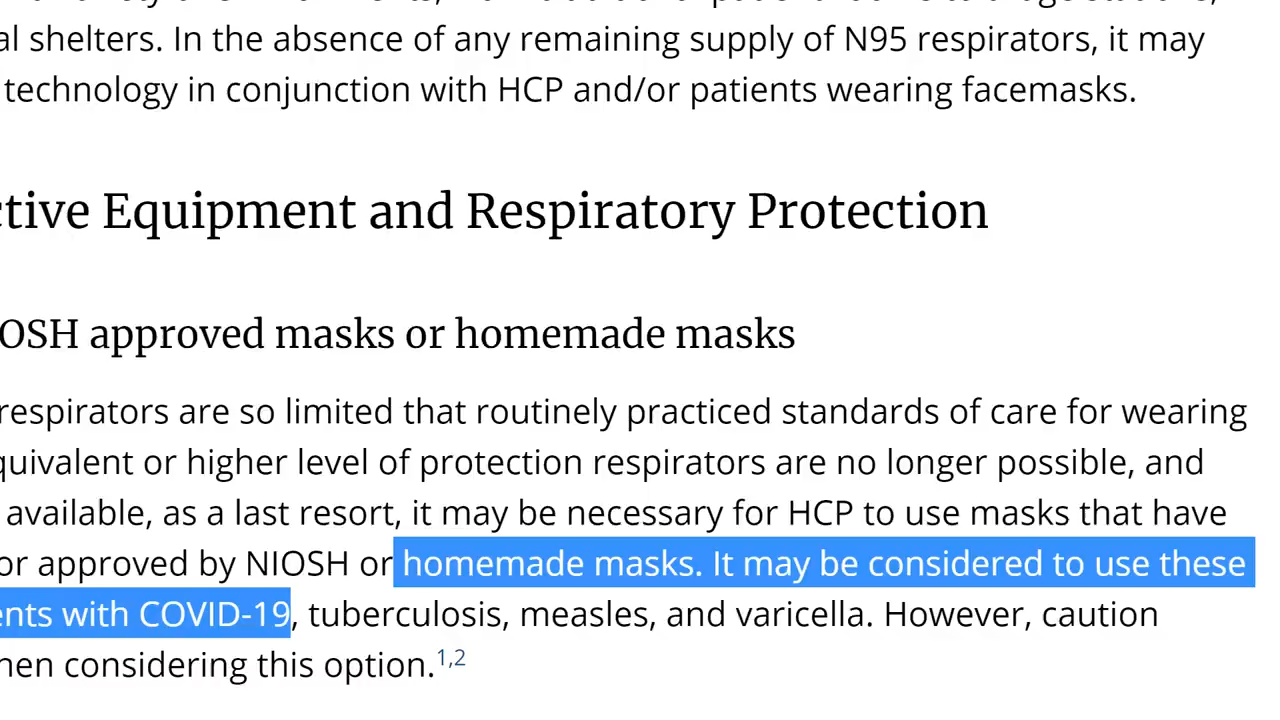 al shelters. In the absence of any remaining supply of N95 respirators, it may
technology in conjunction with HCP and/or patients wearing facemasks.
ctive Equipment and Respiratory Protection
OSH approved masks or homemade masks
respirators are so limited that routinely practiced standards of care for wearing
quivalent or higher level of protection respirators are no longer possible, and
available, as a last resort, it may be necessary for HCP to use masks that have
or approved by NIOSH or homemade masks. It may be considered to use these
ents with COVID-19, tuberculosis, measles, and varicella. However, caution
hen considering this option.1,2